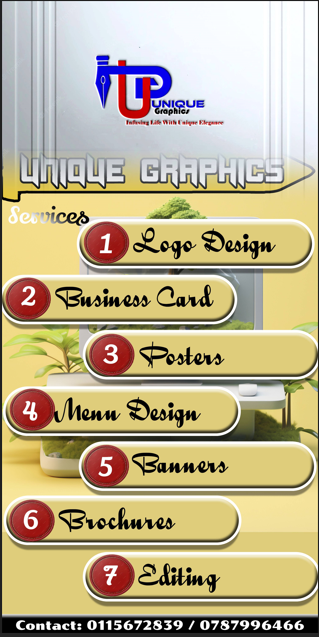 UP
UNIQUE
Graphics
Infusing Life With Unique Elegance
UNIQUE GRAPHICS
Services
1 Logo Design
2 Business Card
3 Posters
4 Menu Design
5 Banners
6 Brochures
7 Editing
Contact: 0115672839 / 0787996466